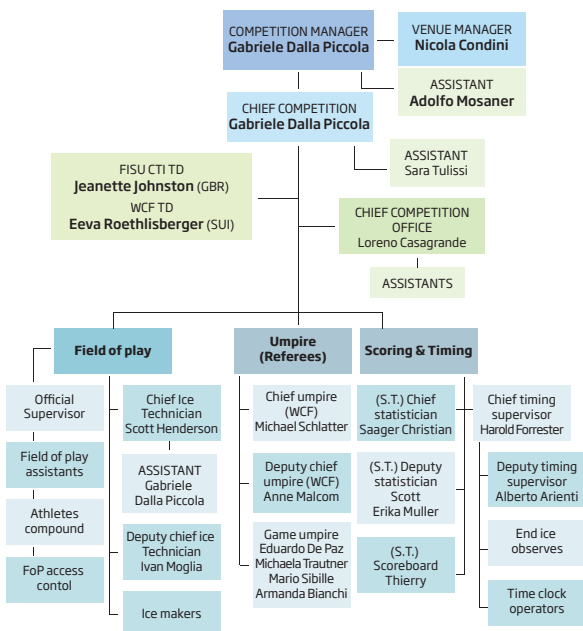 COMPETITION MANAGER
Gabriele Dalla Piccola
VENUE MANAGER
Nicola Condini
ASSISTANT
Adolfo Mosaner
CHIEF COMPETITION
Gabriele Dalla Piccola
ASSISTANT
Sara Tulissi
FISU CTI TD
Jeanette Johnston (GBR)
WCF TD
Eeva Roethlisberger (SUI)
CHIEF COMPETITION
OFFICE
Loreno Casagrande
ASSISTANTS
Field of play
Umpire
(Referees)
Scoring & Timing
Official
Supervisor
Field of play
assistants
Athletes
compound
FoP access
contol
Chief Ice
Technician
Scott Henderson
ASSISTANT
Gabriele
Dalla Piccola
Deputy chief ice
Technician
Ivan Moglia
Ice makers
Chief umpire
(WCF)
Michael Schlatter
Deputy chief
umpire (WCF)
Anne Malcom
Game umpire
Eduardo De Paz
Michaela Trautner
Mario Sibille
Armanda Bianchi
(S.T.) Chief
statistician
Saager Christian
(S.T.) Deputy
statistician
Scott
Erika Muller
(S.T.)
Scoreboard
Thierry
Chief timing
supervisor
Harold Forrester
Deputy timing
supervisor
Alberto Arienti
End ice
observes
Time clock
operators